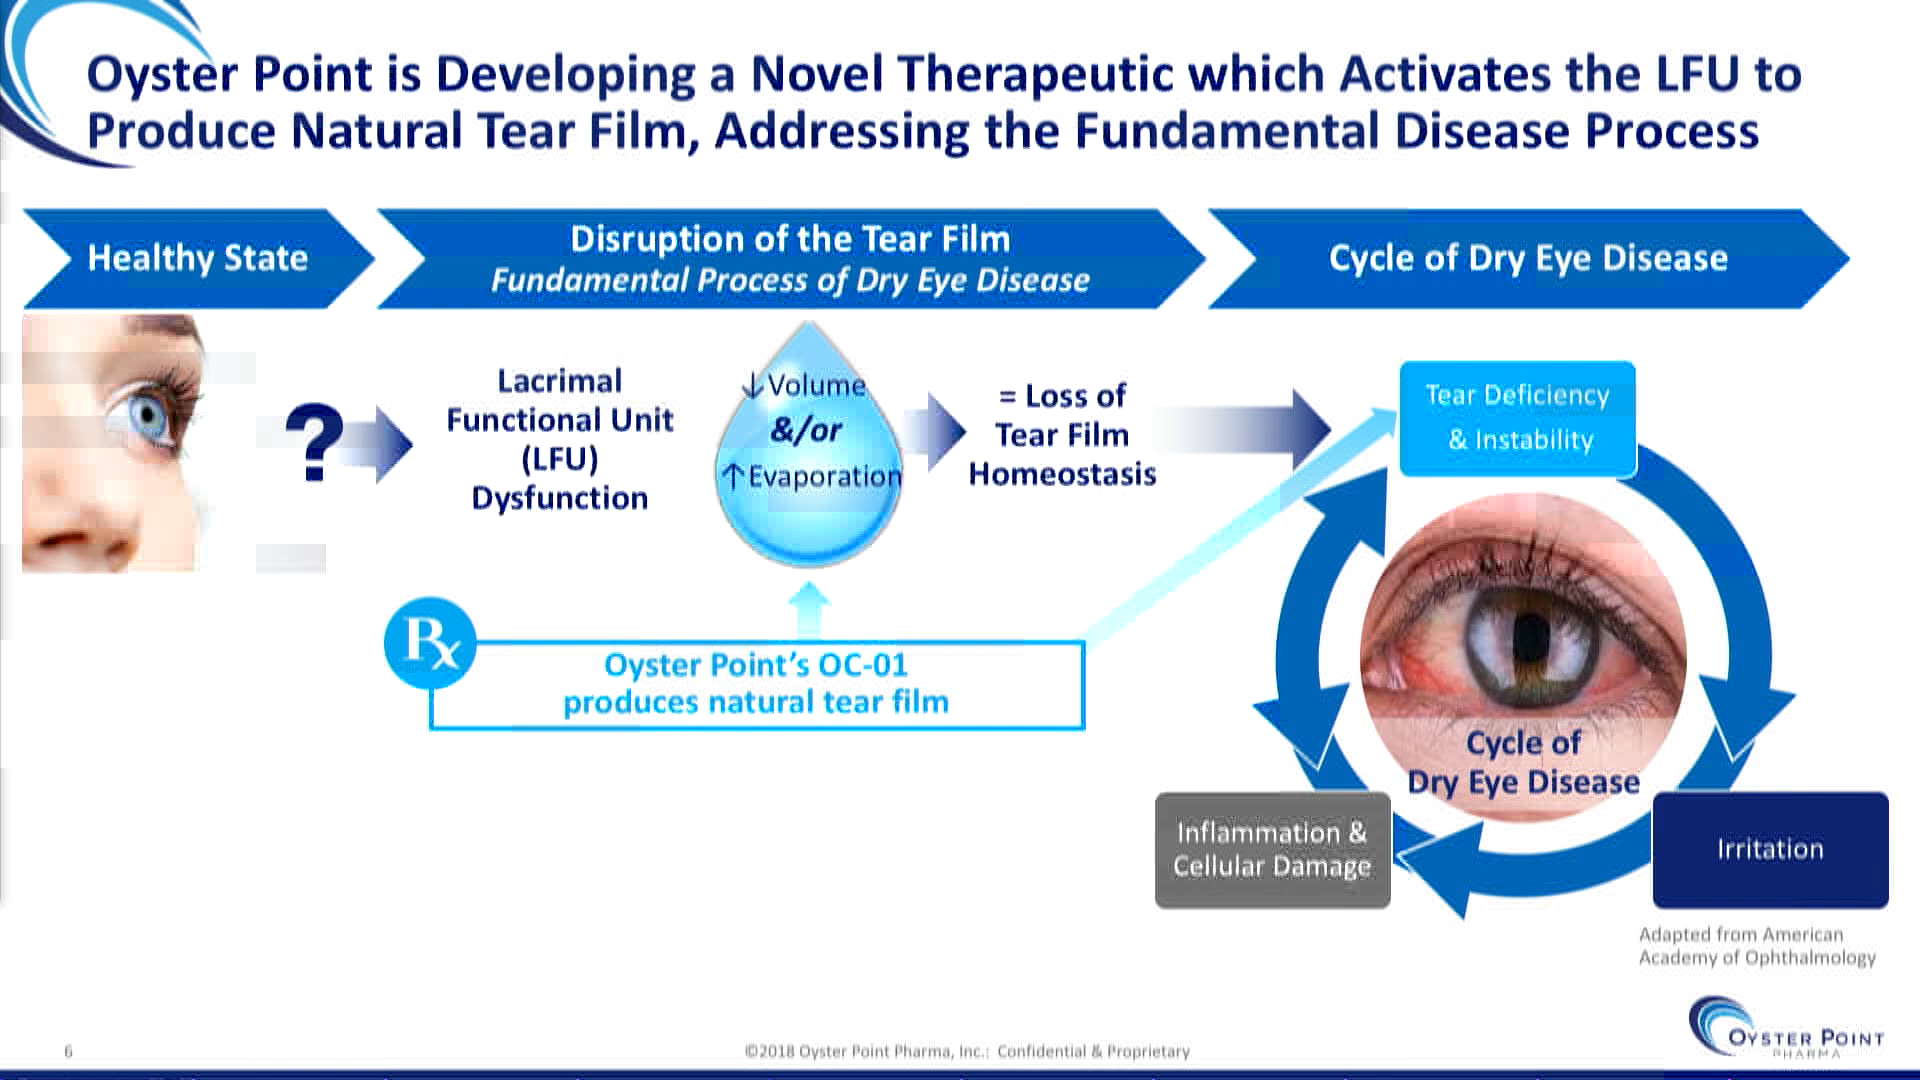 Oyster Point is Developing a Novel Therapeutic which Activates the LFU to
Produce Natural Tear Film, Addressing the Fundamental Disease Process
Healthy State
Disruption of the Tear Film
Fundamental Process of Dry Eye Disease
Cycle of Dry Eye Disease
?
Lacrimal
Functional Unit
(LFU)
Dysfunction
↓Volume
&/or
↑Evaporation
= Loss of
Tear Film
Homeostasis
Tear Deficiency
& Instability
Rx
Oyster Point’s OC-01
produces natural tear film
Cycle of
Dry Eye Disease
Inflammation &
Cellular Damage
Irritation
Adapted from American
Academy of Ophthalmology
6
©2018 Oyster Point Pharma, Inc.: Confidential & Proprietary
OYSTER POINT
PHARMA